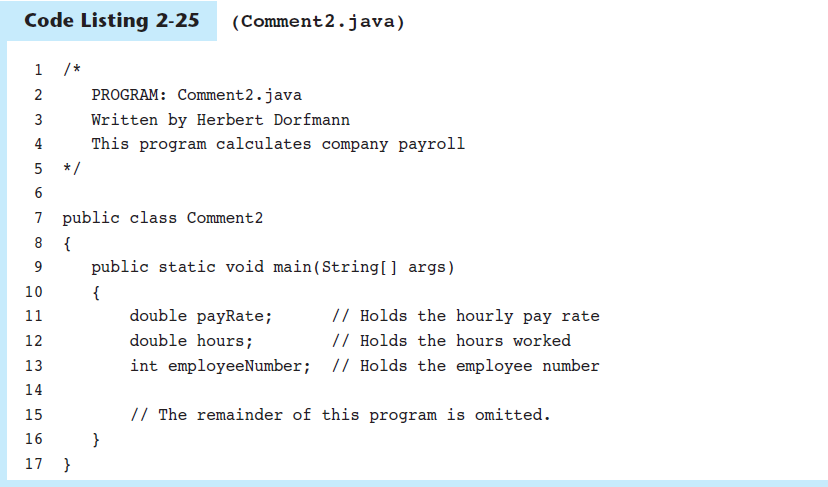 Code Listing 2-25 (Comment2.java)
1 /*
2    PROGRAM: Comment2.java
3    Written by Herbert Dorfmann
4    This program calculates company payroll
5 */
6
7 public class Comment2
8 {
9    public static void main(String[] args)
10    {
11        double payRate;      // Holds the hourly pay rate
12        double hours;        // Holds the hours worked
13        int employeeNumber;  // Holds the employee number
14
15        // The remainder of this program is omitted.
16    }
17 }